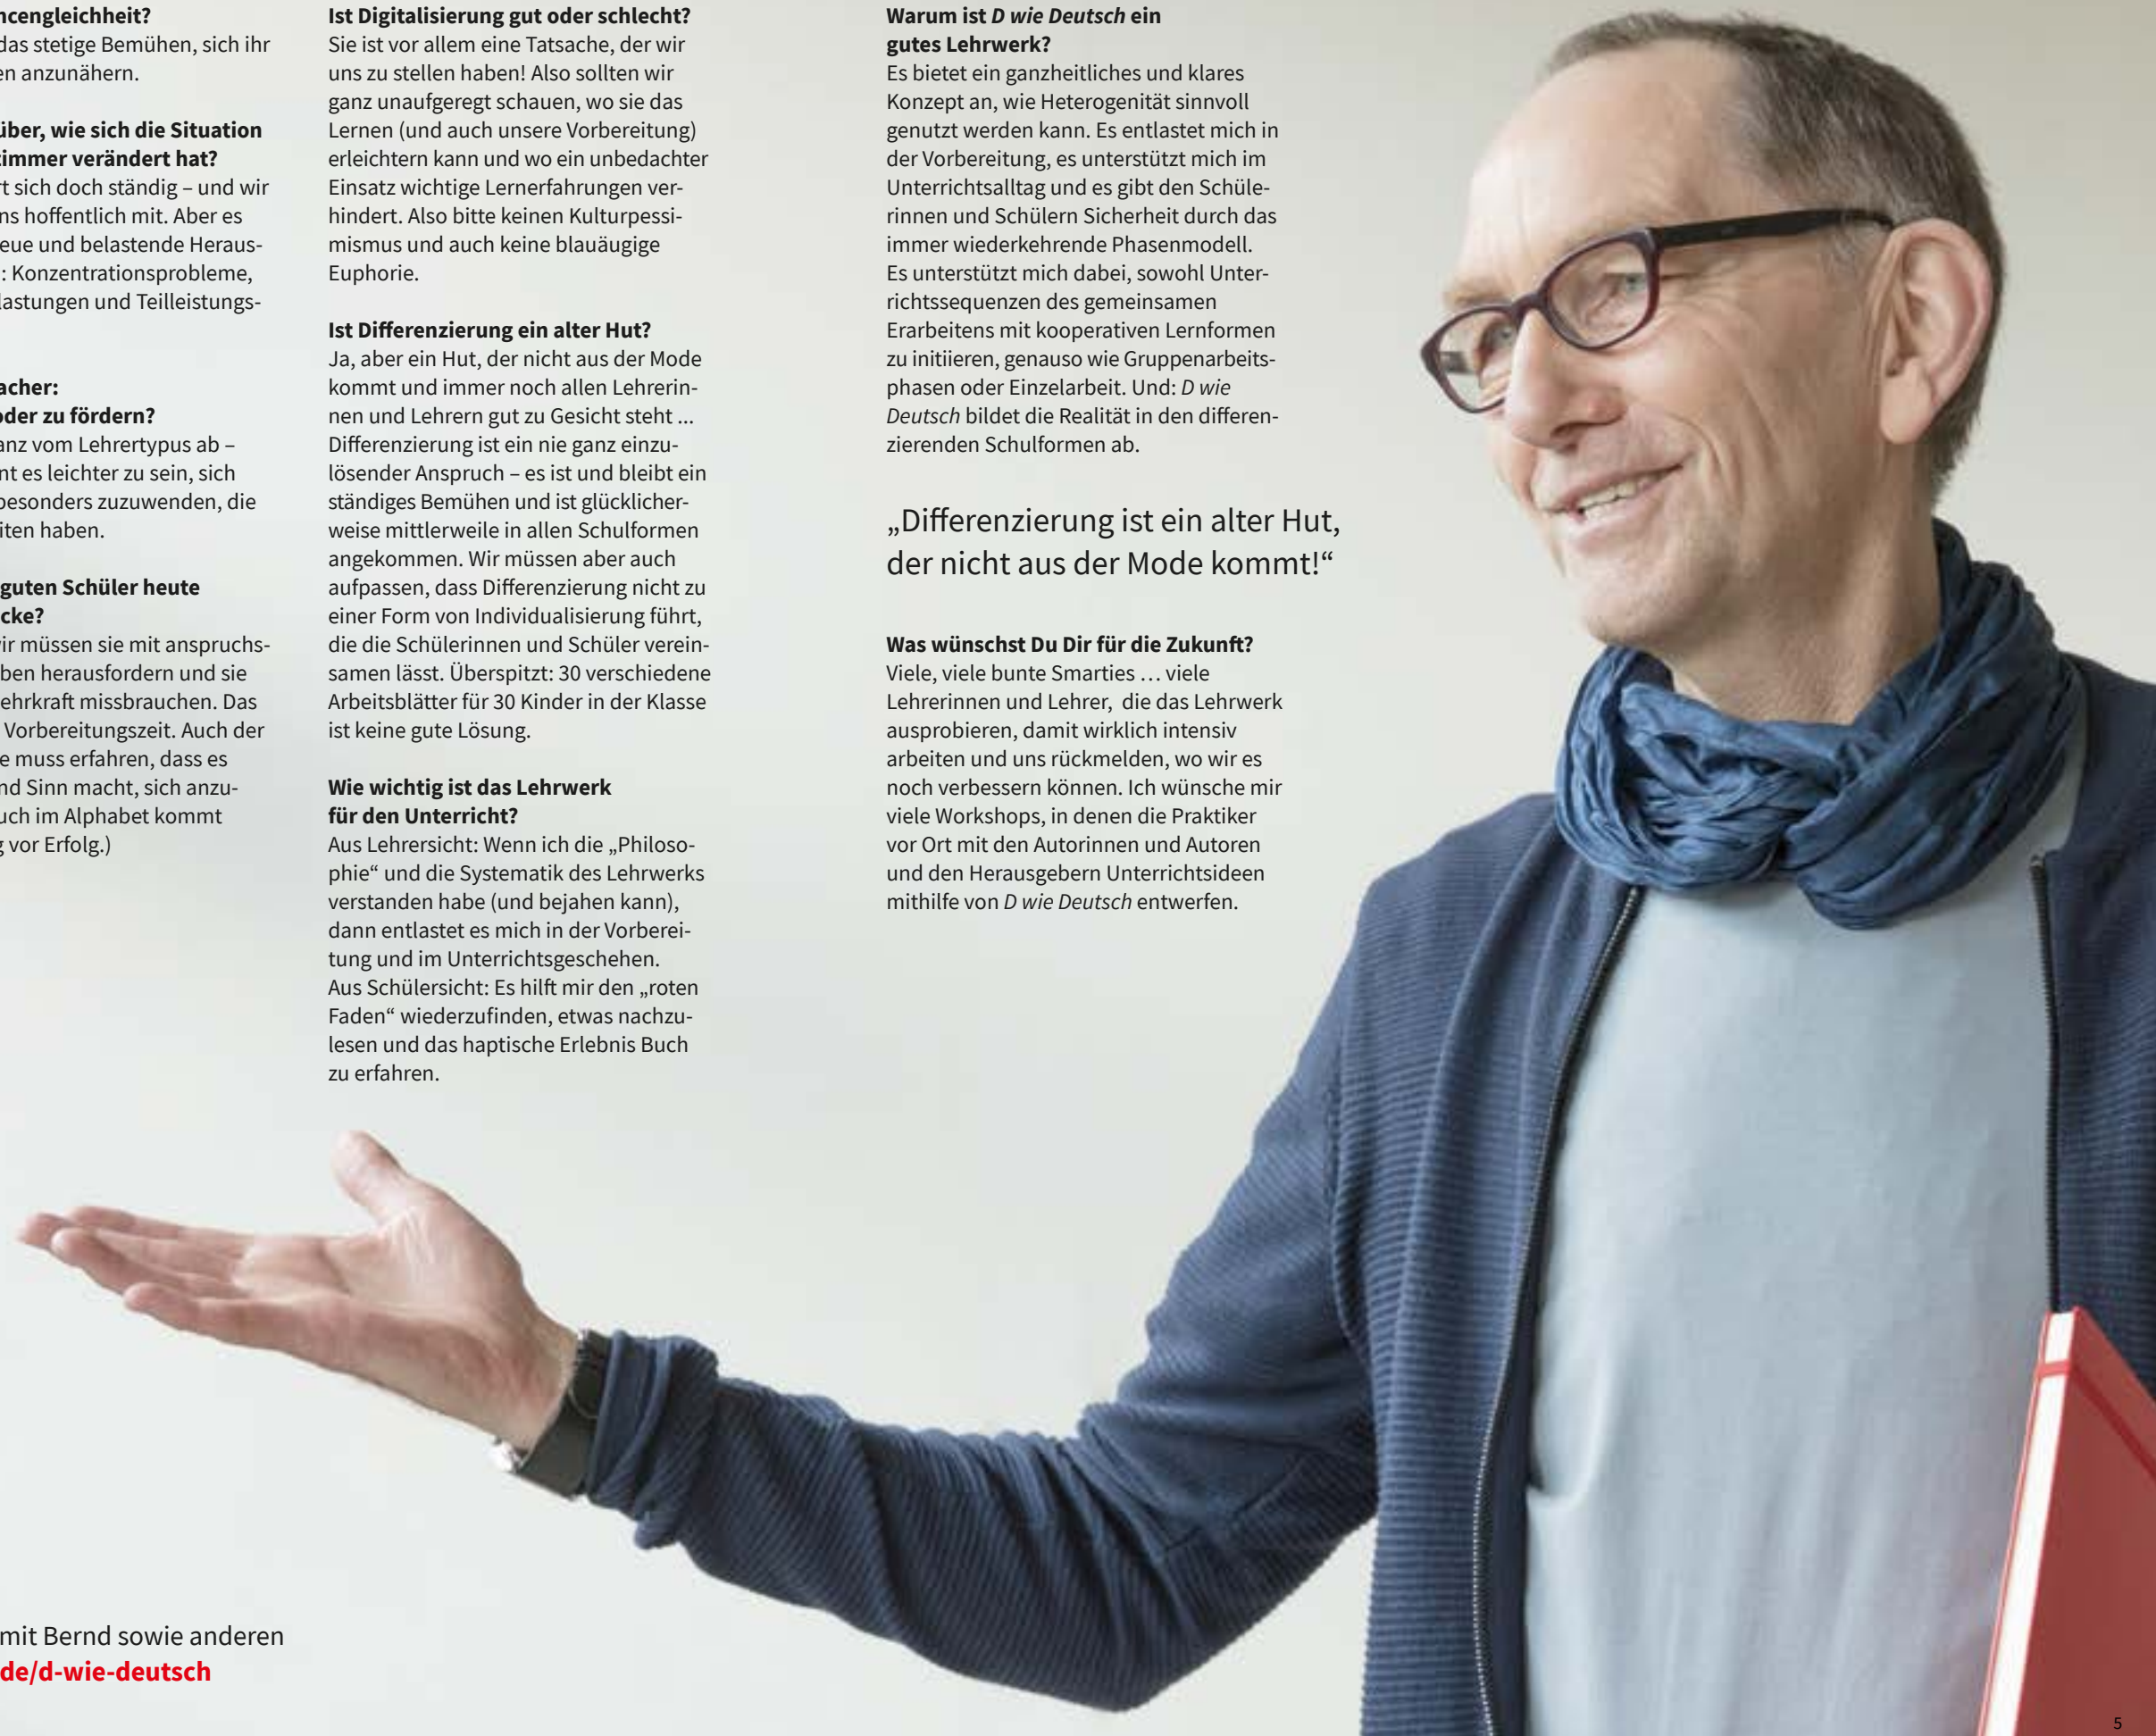 ncengleichheit?
das stetige Bemühen, sich ihr
en anzunähern.
über, wie sich die Situation
zimmer verändert hat?
rt sich doch ständig – und wir
ns hoffentlich mit. Aber es
eue und belastende Heraus-
: Konzentrationsprobleme,
lastungen und Teilleistungs-
acher:
oder zu fördern?
anz vom Lehrertypus ab –
nt es leichter zu sein, sich
besonders zuzuwenden, die
iten haben.
guten Schüler heute
cke?
ir müssen sie mit anspruchs-
ben herausfordern und sie
ehrkraft missbrauchen. Das
Vorbereitungszeit. Auch der
e muss erfahren, dass es
nd Sinn macht, sich anzu-
uch im Alphabet kommt
g vor Erfolg.)
Ist Digitalisierung gut oder schlecht?
Sie ist vor allem eine Tatsache, der wir
uns zu stellen haben! Also sollten wir
ganz unaufgeregt schauen, wo sie das
Lernen (und auch unsere Vorbereitung)
erleichtern kann und wo ein unbedachter
Einsatz wichtige Lernerfahrungen ver-
hindert. Also bitte keinen Kulturpessi-
mismus und auch keine blauäugige
Euphorie.
Ist Differenzierung ein alter Hut?
Ja, aber ein Hut, der nicht aus der Mode
kommt und immer noch allen Lehrerin-
nen und Lehrern gut zu Gesicht steht ...
Differenzierung ist ein nie ganz einzu-
lösender Anspruch – es ist und bleibt ein
ständiges Bemühen und ist glücklicher-
weise mittlerweile in allen Schulformen
angekommen. Wir müssen aber auch
aufpassen, dass Differenzierung nicht zu
einer Form von Individualisierung führt,
die die Schülerinnen und Schüler verein-
samen lässt. Überspitzt: 30 verschiedene
Arbeitsblätter für 30 Kinder in der Klasse
ist keine gute Lösung.
Wie wichtig ist das Lehrwerk
für den Unterricht?
Aus Lehrersicht: Wenn ich die „Philoso-
phie“ und die Systematik des Lehrwerks
verstanden habe (und bejahen kann),
dann entlastet es mich in der Vorberei-
tung und im Unterrichtsgeschehen.
Aus Schülersicht: Es hilft mir den „roten
Faden“ wiederzufinden, etwas nachzu-
lesen und das haptische Erlebnis Buch
zu erfahren.
Warum ist D wie Deutsch ein
gutes Lehrwerk?
Es bietet ein ganzheitliches und klares
Konzept an, wie Heterogenität sinnvoll
genutzt werden kann. Es entlastet mich in
der Vorbereitung, es unterstützt mich im
Unterrichtsalltag und es gibt den Schüle-
rinnen und Schülern Sicherheit durch das
immer wiederkehrende Phasenmodell.
Es unterstützt mich dabei, sowohl Unter-
richtssequenzen des gemeinsamen
Erarbeitens mit kooperativen Lernformen
zu initiieren, genauso wie Gruppenarbeits-
phasen oder Einzelarbeit. Und: D wie
Deutsch bildet die Realität in den differen-
zierenden Schulformen ab.
„Differenzierung ist ein alter Hut,
der nicht aus der Mode kommt!“
Was wünschst Du Dir für die Zukunft?
Viele, viele bunte Smarties … viele
Lehrerinnen und Lehrer, die das Lehrwerk
ausprobieren, damit wirklich intensiv
arbeiten und uns rückmelden, wo wir es
noch verbessern können. Ich wünsche mir
viele Workshops, in denen die Praktiker
vor Ort mit den Autorinnen und Autoren
und den Herausgebern Unterrichtsideen
mithilfe von D wie Deutsch entwerfen.
mit Bernd sowie anderen
de/d-wie-deutsch
5